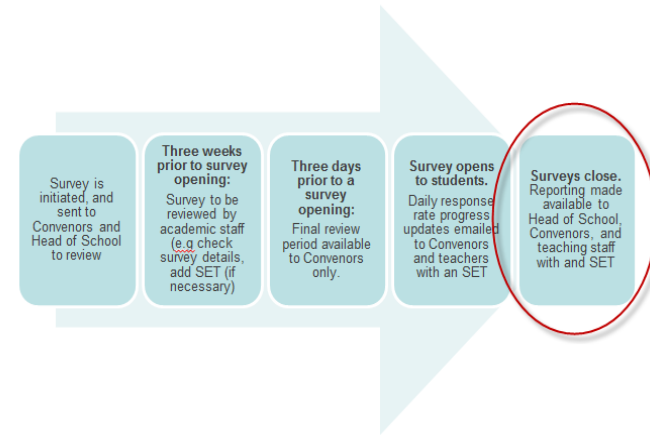 Survey is
initiated, and
sent to
Convenors and
Head of School
to review
Three weeks
prior to survey
opening:
Survey to be
reviewed by
academic staff
(e.g check
survey details,
add SET (if
necessary)
Three days
prior to a
survey
opening:
Final review
period available
to Convenors
only.
Survey opens
to students.
Daily response
rate progress
updates emailed
to Convenors
and teachers
with an SET
Surveys close.
Reporting made
available to
Head of School,
Convenors, and
teaching staff
with and SET